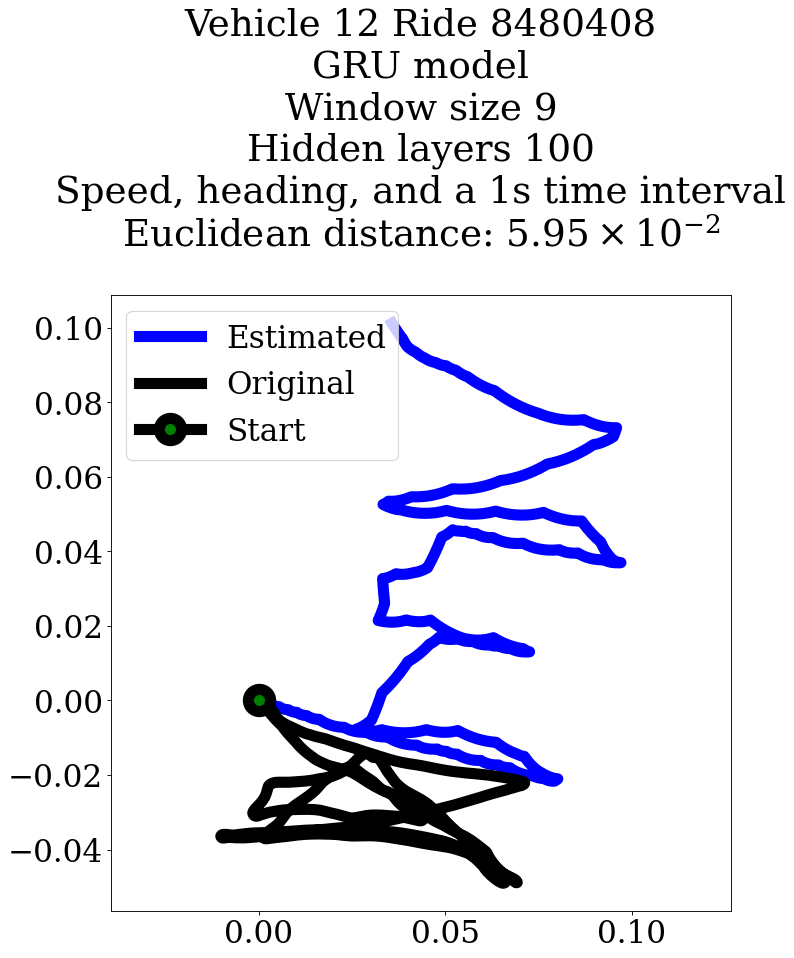 Vehicle 12 Ride 8480408
GRU model
Window size 9
Hidden layers 100
Speed, heading, and a 1s time interval
Euclidean distance: 5.95 × 10⁻²
Estimated
Original
Start
0.10
0.08
0.06
0.04
0.02
0.00
−0.02
−0.04
0.00 0.05 0.10